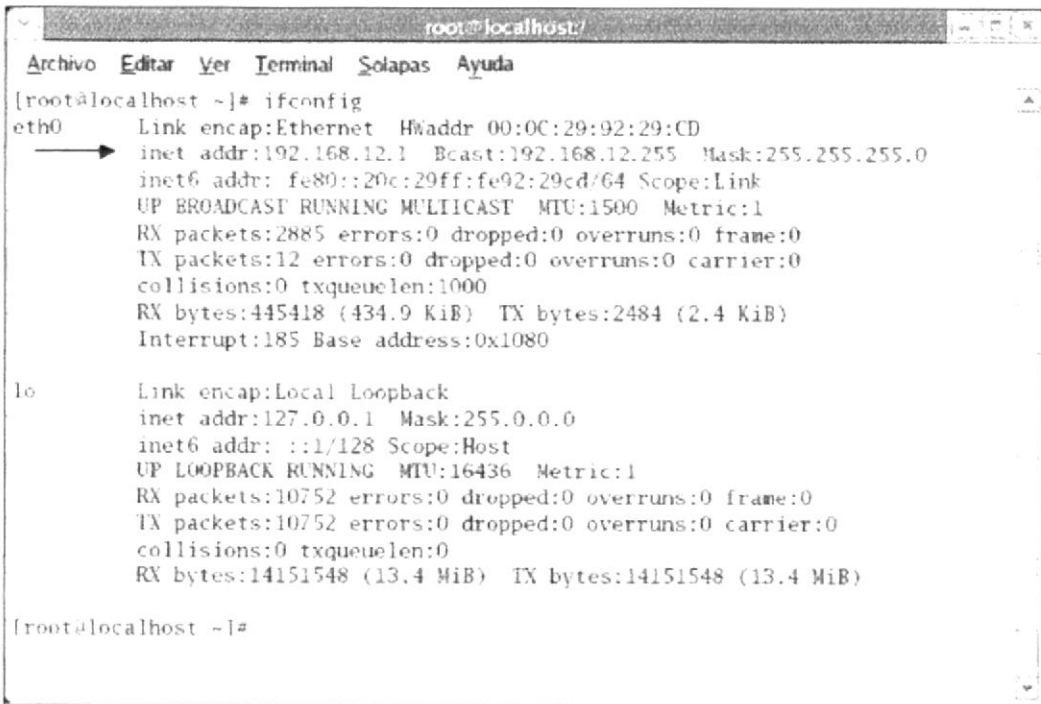 root@localhost:/
Archivo Editar Ver Terminal Solapas Ayuda
[root@localhost ~]# ifconfig
eth0 Link encap:Ethernet HWaddr 00:0C:29:92:29:CD
inet addr:192.168.12.1 Bcast:192.168.12.255 Mask:255.255.255.0
inet6 addr: fe80::20c:29ff:fe92:29cd/64 Scope:Link
UP BROADCAST RUNNING MULTICAST MTU:1500 Metric:1
RX packets:2885 errors:0 dropped:0 overruns:0 frame:0
TX packets:12 errors:0 dropped:0 overruns:0 carrier:0
collisions:0 txqueuelen:1000
RX bytes:445418 (434.9 KiB) TX bytes:2484 (2.4 KiB)
Interrupt:185 Base address:0x1080
lo Link encap:Local Loopback
inet addr:127.0.0.1 Mask:255.0.0.0
inet6 addr: ::1/128 Scope:Host
UP LOOPBACK RUNNING MTU:16436 Metric:1
RX packets:10752 errors:0 dropped:0 overruns:0 frame:0
TX packets:10752 errors:0 dropped:0 overruns:0 carrier:0
collisions:0 txqueuelen:0
RX bytes:14151548 (13.4 MiB) TX bytes:14151548 (13.4 MiB)
[root@localhost ~]#